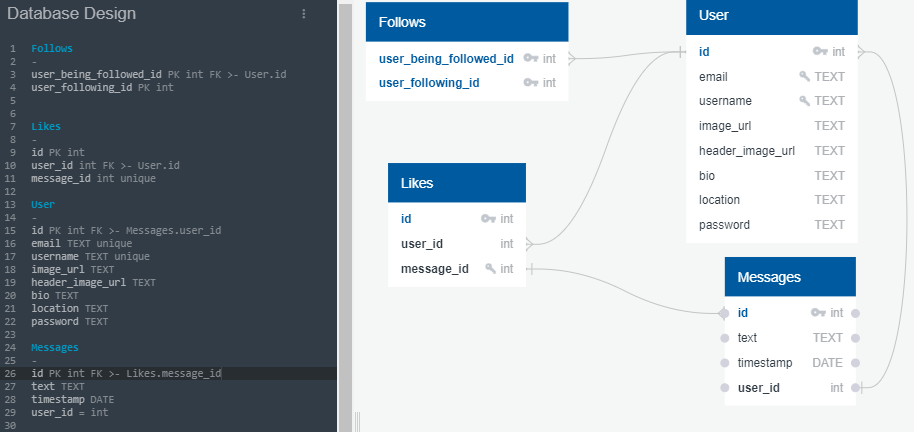 Database Design
1 Follows
2 -
3 user_being_followed_id PK int FK >- User.id
4 user_following_id PK int
5
6
7 Likes
8 -
9 id PK int
10 user_id int FK >- User.id
11 message_id int unique
12
13 User
14 -
15 id PK int FK >- Messages.user_id
16 email TEXT unique
17 username TEXT unique
18 image_url TEXT
19 header_image_url TEXT
20 bio TEXT
21 location TEXT
22 password TEXT
23
24 Messages
25 -
26 id PK int FK >- Likes.message_id
27 text TEXT
28 timestamp DATE
29 user_id = int
30
Follows
user_being_followed_id int
user_following_id int
User
id int
email TEXT
username TEXT
image_url TEXT
header_image_url TEXT
bio TEXT
location TEXT
password TEXT
Likes
id int
user_id int
message_id int
Messages
id int
text TEXT
timestamp DATE
user_id int